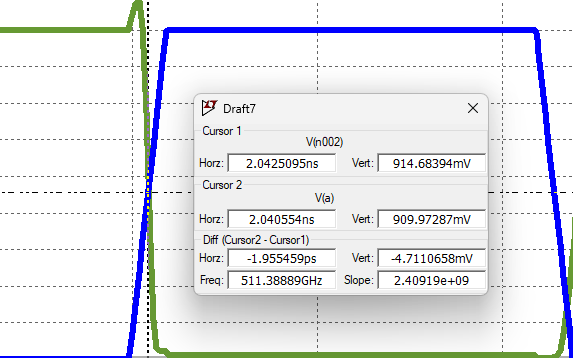 Draft7
Cursor 1
V(n002)
Horz: 2.0425095ns Vert: 914.68394mV
Cursor 2
V(a)
Horz: 2.040554ns Vert: 909.97287mV
Diff (Cursor2 - Cursor1)
Horz: -1.955459ps Vert: -4.7110658mV
Freq: 511.38889GHz Slope: 2.40919e+09